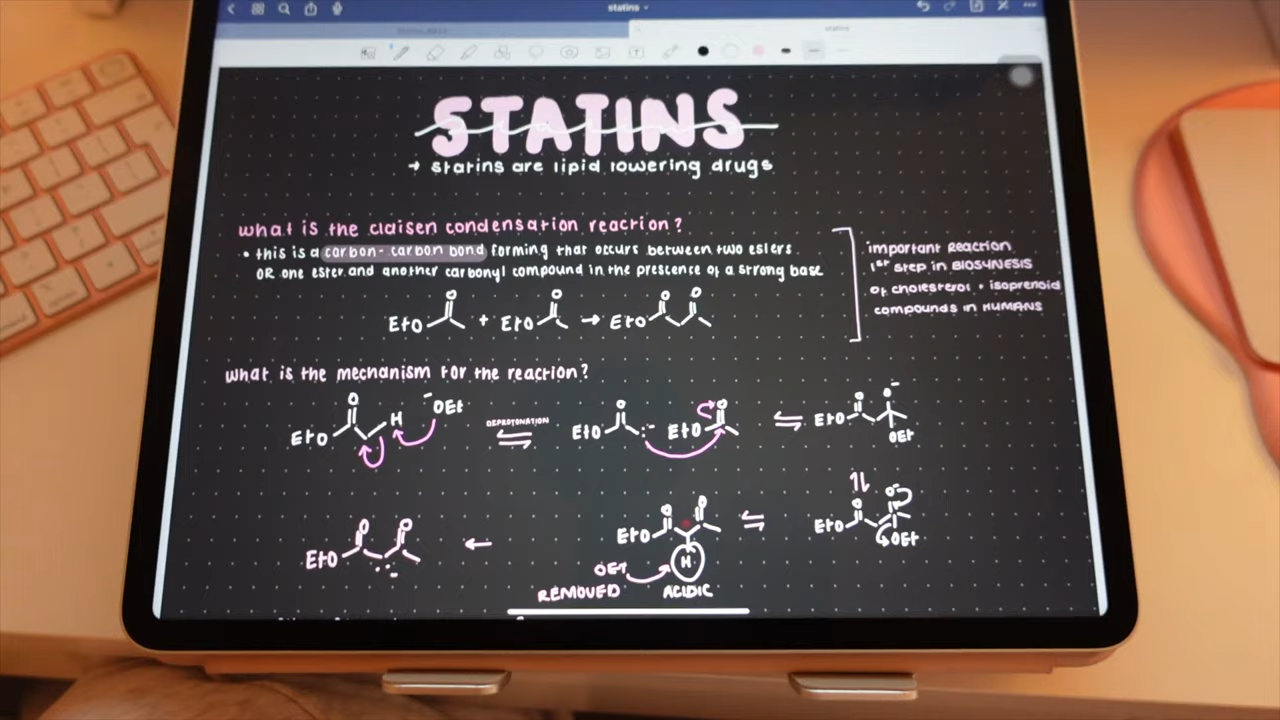 statins
statins
STATINS
→ statins are lipid lowering drugs
what is the claisen condensation reaction?
• this is a carbon-carbon bond forming that occurs between two esters
OR one ester and another carbonyl compound in the prescence of a strong base
important Reaction
1st step in BIOSYNESIS
of cholesterol + isoprenoid
compounds in HUMANS
EtO O + EtO O → EtO O O
what is the mechanism for the reaction?
EtO O H ⁻OEt ⇌ DEPROTONATION EtO O :⁻ EtO O ⇌ EtO O O⁻ OEt
⇌
EtO O O⁻ OEt
⇌
EtO O O H
OEt
REMOVED ACIDIC
←
EtO O O :⁻